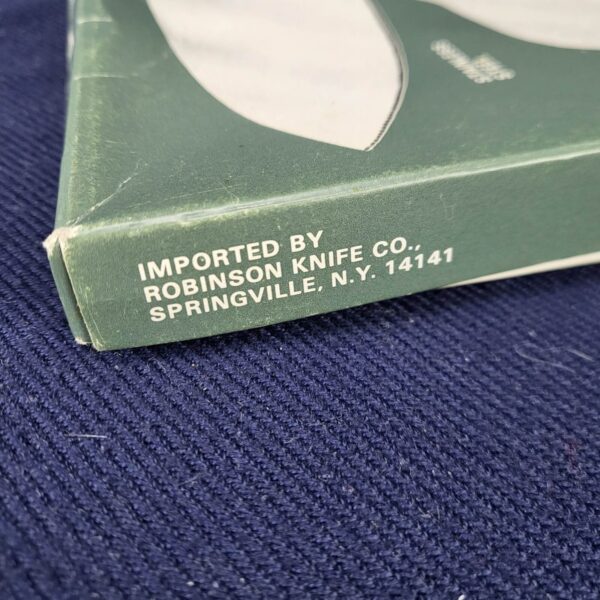 IMPORTED BY
ROBINSON KNIFE CO.,
SPRINGVILLE, N.Y. 14141